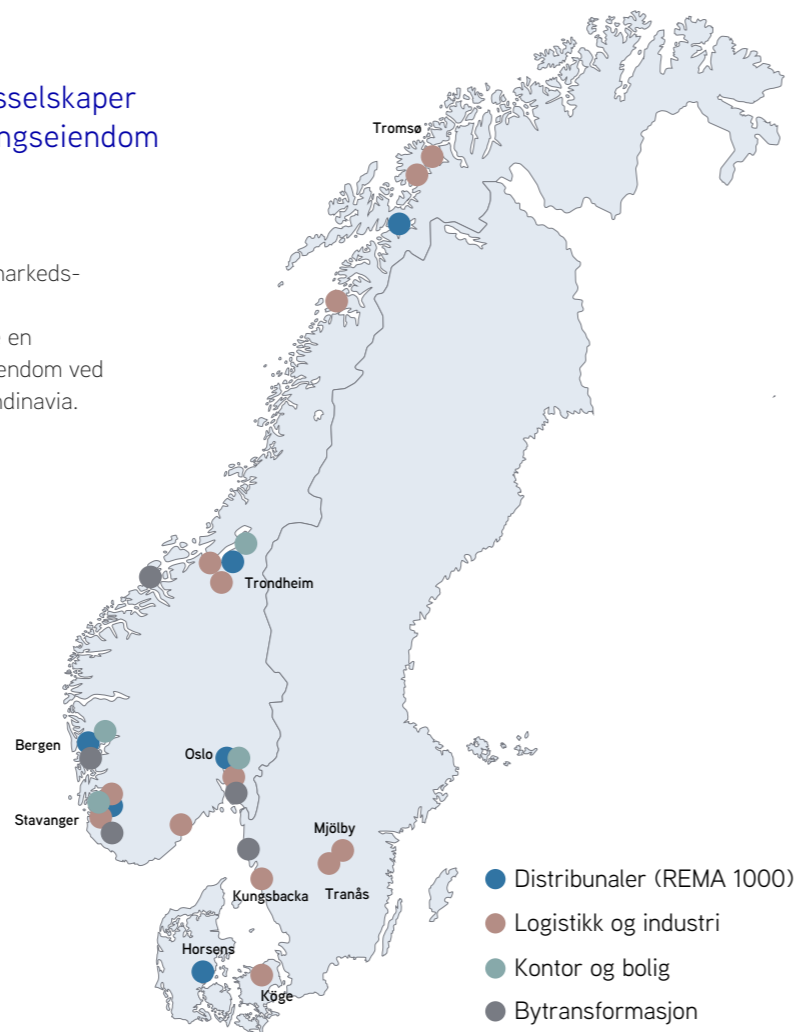 sselskaper
ngseiendom
narkeds-
en
endom ved
ndinavia.
Tromsø
Trondheim
Bergen
Oslo
Stavanger
Mjölby
Kungsbacka
Tranås
Horsens
Köge
Distribunaler (REMA 1000)
Logistikk og industri
Kontor og bolig
Bytransformasjon